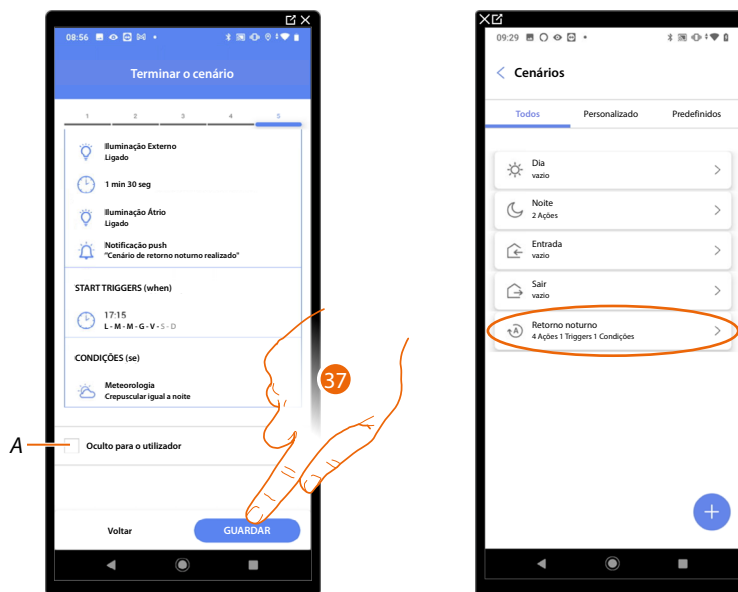 08:56
Terminar o cenário
1 2 3 4 5
Iluminação Externo
Ligado
1 min 30 seg
Iluminação Átrio
Ligado
Notificação push
"Cenário de retorno noturno realizado"
START TRIGGERS (when)
17:15
L - M - M - G - V - S - D
CONDIÇÕES (se)
Meteorologia
Crepuscular igual a noite
A
Oculto para o utilizador
Voltar
GUARDAR
37
09:29
Cenários
Todos
Personalizado
Predefinidos
Dia
vazio
Noite
2 Ações
Entrada
vazio
Sair
vazio
A
Retorno noturno
4 Ações 1 Triggers 1 Condições
+